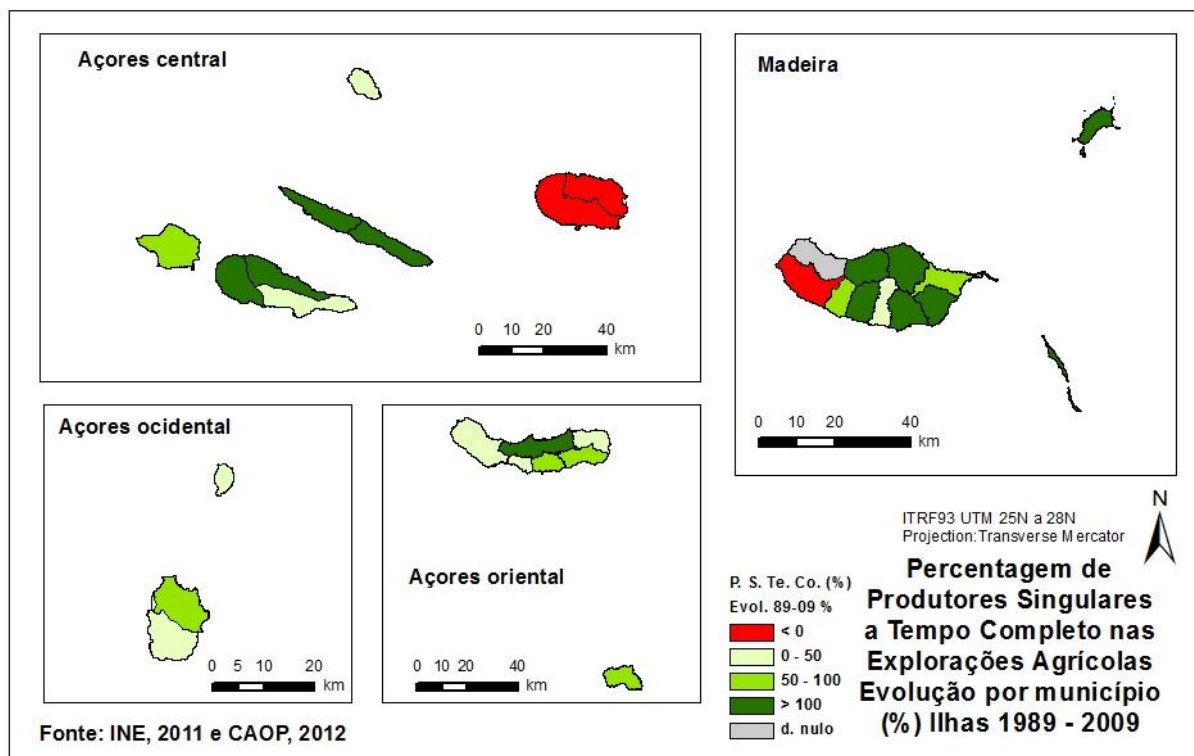 Açores central
0 10 20 40
km
Madeira
0 10 20 40
km
Açores ocidental
0 5 10 20
km
Açores oriental
0 10 20 40
km
N
ITRF93 UTM 25N a 28N
Projection: Transverse Mercator
Percentagem de
Produtores Singulares
a Tempo Completo nas
Explorações Agrícolas
Evolução por município
(%) Ilhas 1989 - 2009
P. S. Te. Co. (%)
Evol. 89-09 %
< 0
0 - 50
50 - 100
> 100
d. nulo
Fonte: INE, 2011 e CAOP, 2012